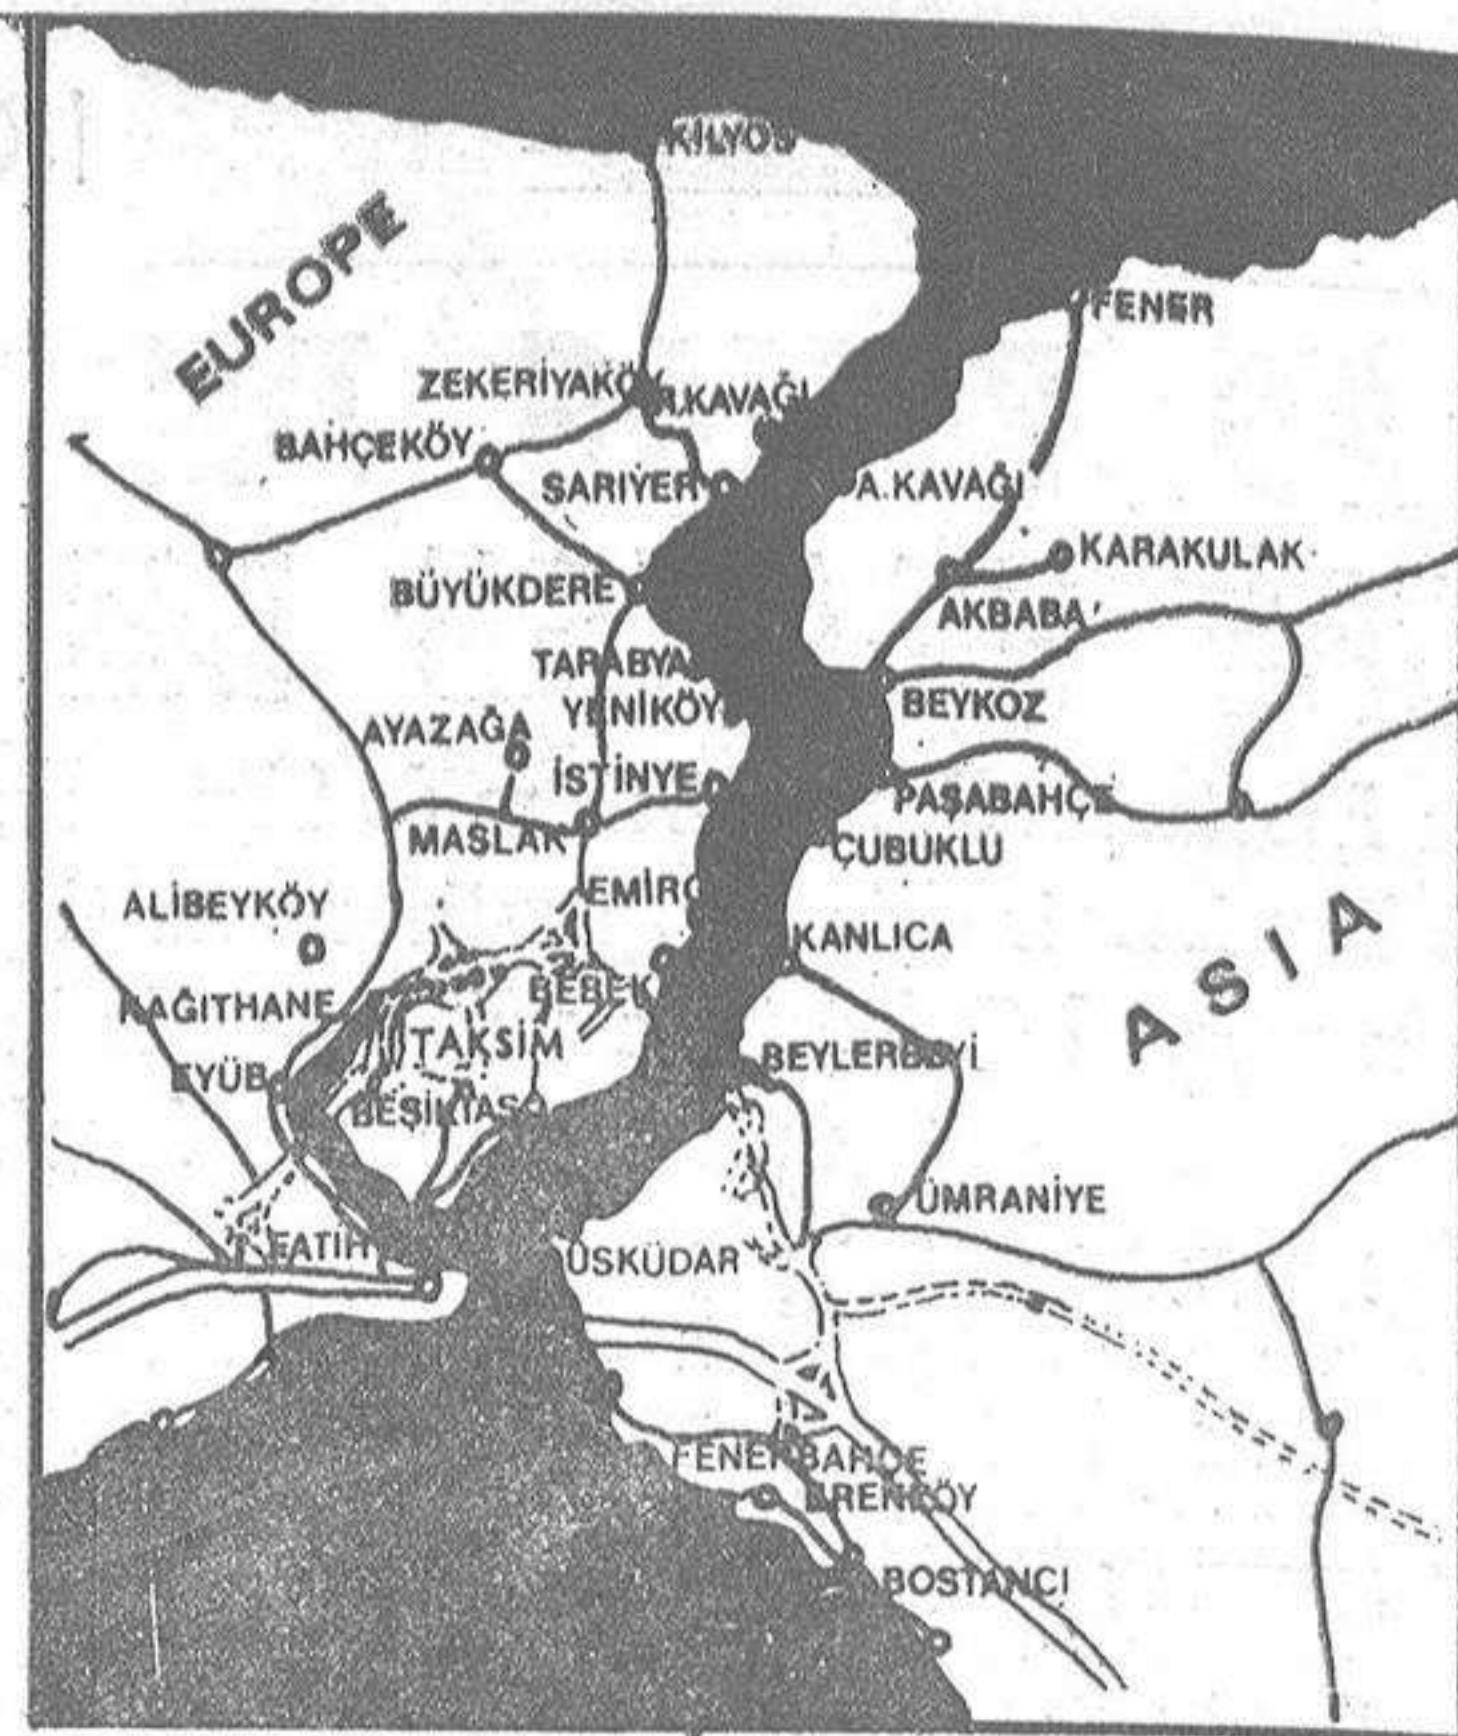 KİLYOS
EUROPE
FENER
ZEKERİYAKÖY
R.KAVAĞI
BAHÇEKÖY
SARIYER
A.KAVAĞI
KARAKULAK
BÜYÜKDERE
AKBABA
TARABYA
YENİKÖY
BEYKOZ
AYAZAĞA
İSTİNYE
PAŞABAHÇE
MASLAK
ÇUBUKLU
EMİRG
ALİBEYKÖY
KANLICA
ASIA
BEBEK
KAĞITHANE
TAKSİM
BEYLERBEYİ
EYÜB
BEŞİKTAŞ
ÜMRANİYE
FATİH
ÜSKÜDAR
FENERBAHÇE
ERENKÖY
BOSTANCI